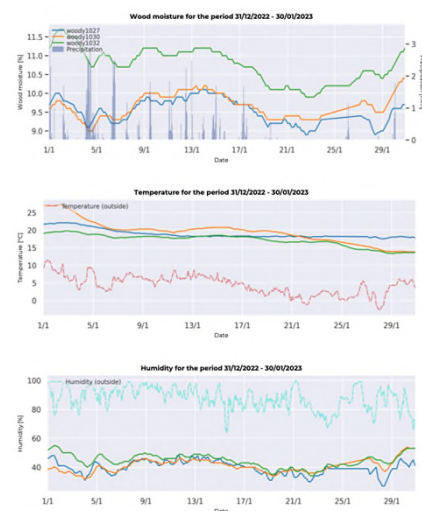 Wood moisture for the period 31/12/2022 - 30/01/2023
Wood moisture [%]
11.5
11.0
10.5
10.0
9.5
9.0
woody1027
woody1030
woody1032
Precipitation
3
2
1
0
1/1 5/1 9/1 13/1 17/1 21/1 25/1 29/1
Date
Temperature for the period 31/12/2022 - 30/01/2023
Temperature [°C]
25
20
15
10
5
0
Temperature (outside)
1/1 5/1 9/1 13/1 17/1 21/1 25/1 29/1
Date
Humidity for the period 31/12/2022 - 30/01/2023
Humidity [%]
100
80
60
40
Humidity (outside)
1/1 5/1 9/1 13/1 17/1 21/1 25/1 29/1
Date